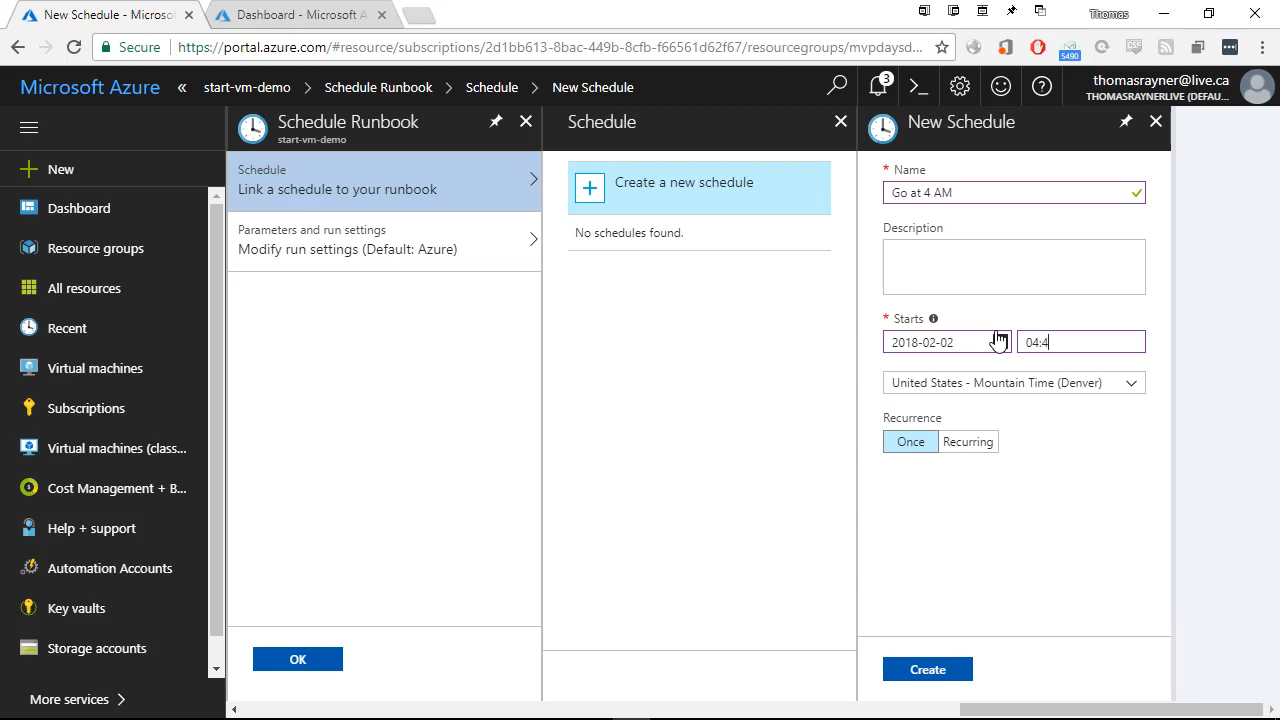 New Schedule - Microso
Dashboard - Microsoft A
Thomas
Secure
https://portal.azure.com/#resource/subscriptions/2d1bb613-8bac-449b-8cfb-f66561d62f67/resourcegroups/mvpdaysd...
5490
Microsoft Azure
start-vm-demo
Schedule Runbook
Schedule
New Schedule
3
thomasrayner@live.ca
THOMASRAYNERLIVE (DEFAU...
New
Dashboard
Resource groups
All resources
Recent
Virtual machines
Subscriptions
Virtual machines (class...
Cost Management + B...
Help + support
Automation Accounts
Key vaults
Storage accounts
More services
Schedule Runbook
start-vm-demo
Schedule
Link a schedule to your runbook
Parameters and run settings
Modify run settings (Default: Azure)
OK
Schedule
Create a new schedule
No schedules found.
New Schedule
* Name
Go at 4 AM
Description
* Starts
2018-02-02
04:4
United States - Mountain Time (Denver)
Recurrence
Once
Recurring
Create